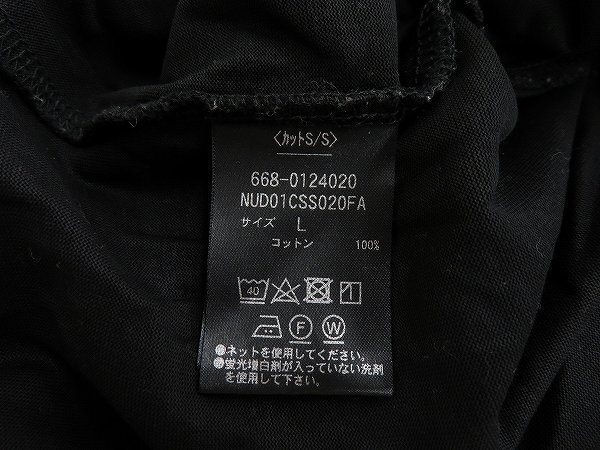 〈カットS/S〉
668-0124020
NUD01CSS020FA
サイズ L
コットン 100%
40
F W
●ネットを使用してください。
●蛍光増白剤が入っていない洗剤
を使用して下さい。